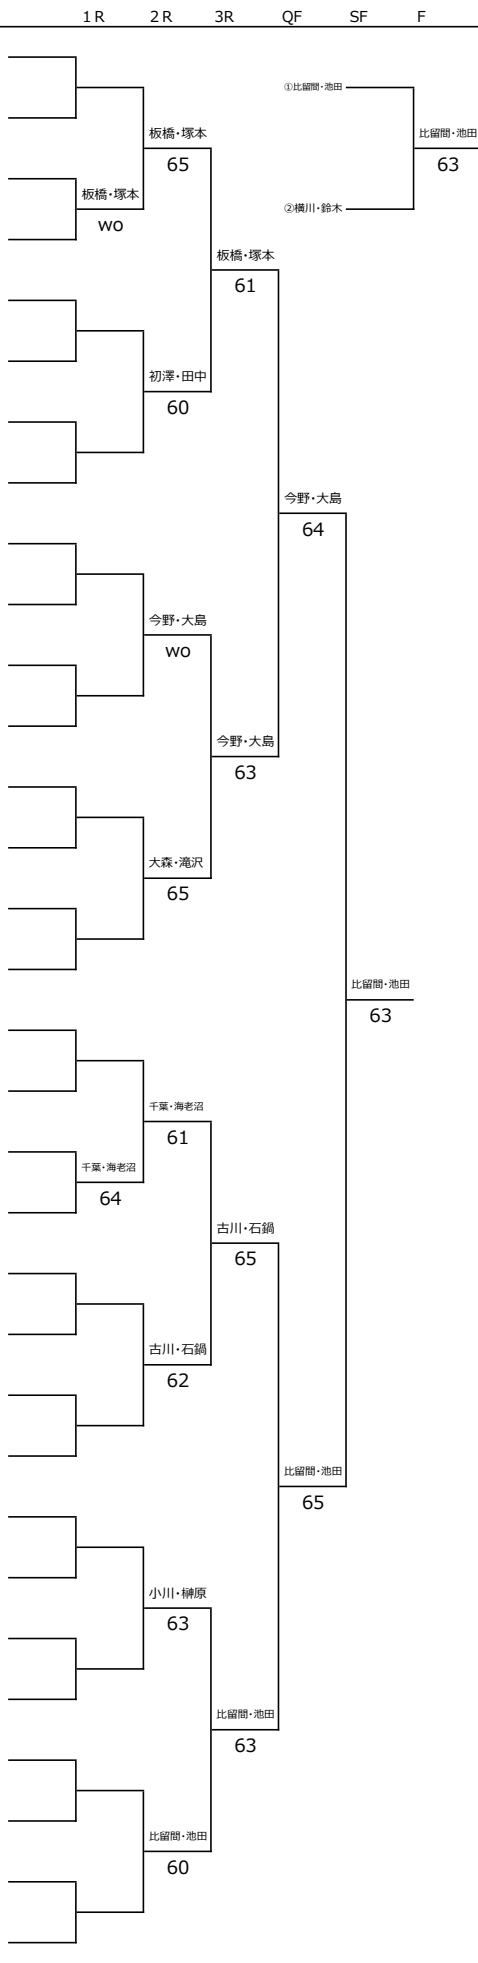 1R 2R 3R QF SF F
①比留間・池田
板橋・塚本
比留間・池田
65
63
板橋・塚本
②横川・鈴木
wo
板橋・塚本
61
初澤・田中
60
今野・大島
64
今野・大島
wo
今野・大島
63
大森・滝沢
65
比留間・池田
63
千葉・海老沼
61
千葉・海老沼
64
古川・石鍋
65
古川・石鍋
62
比留間・池田
65
小川・榊原
63
比留間・池田
63
比留間・池田
60